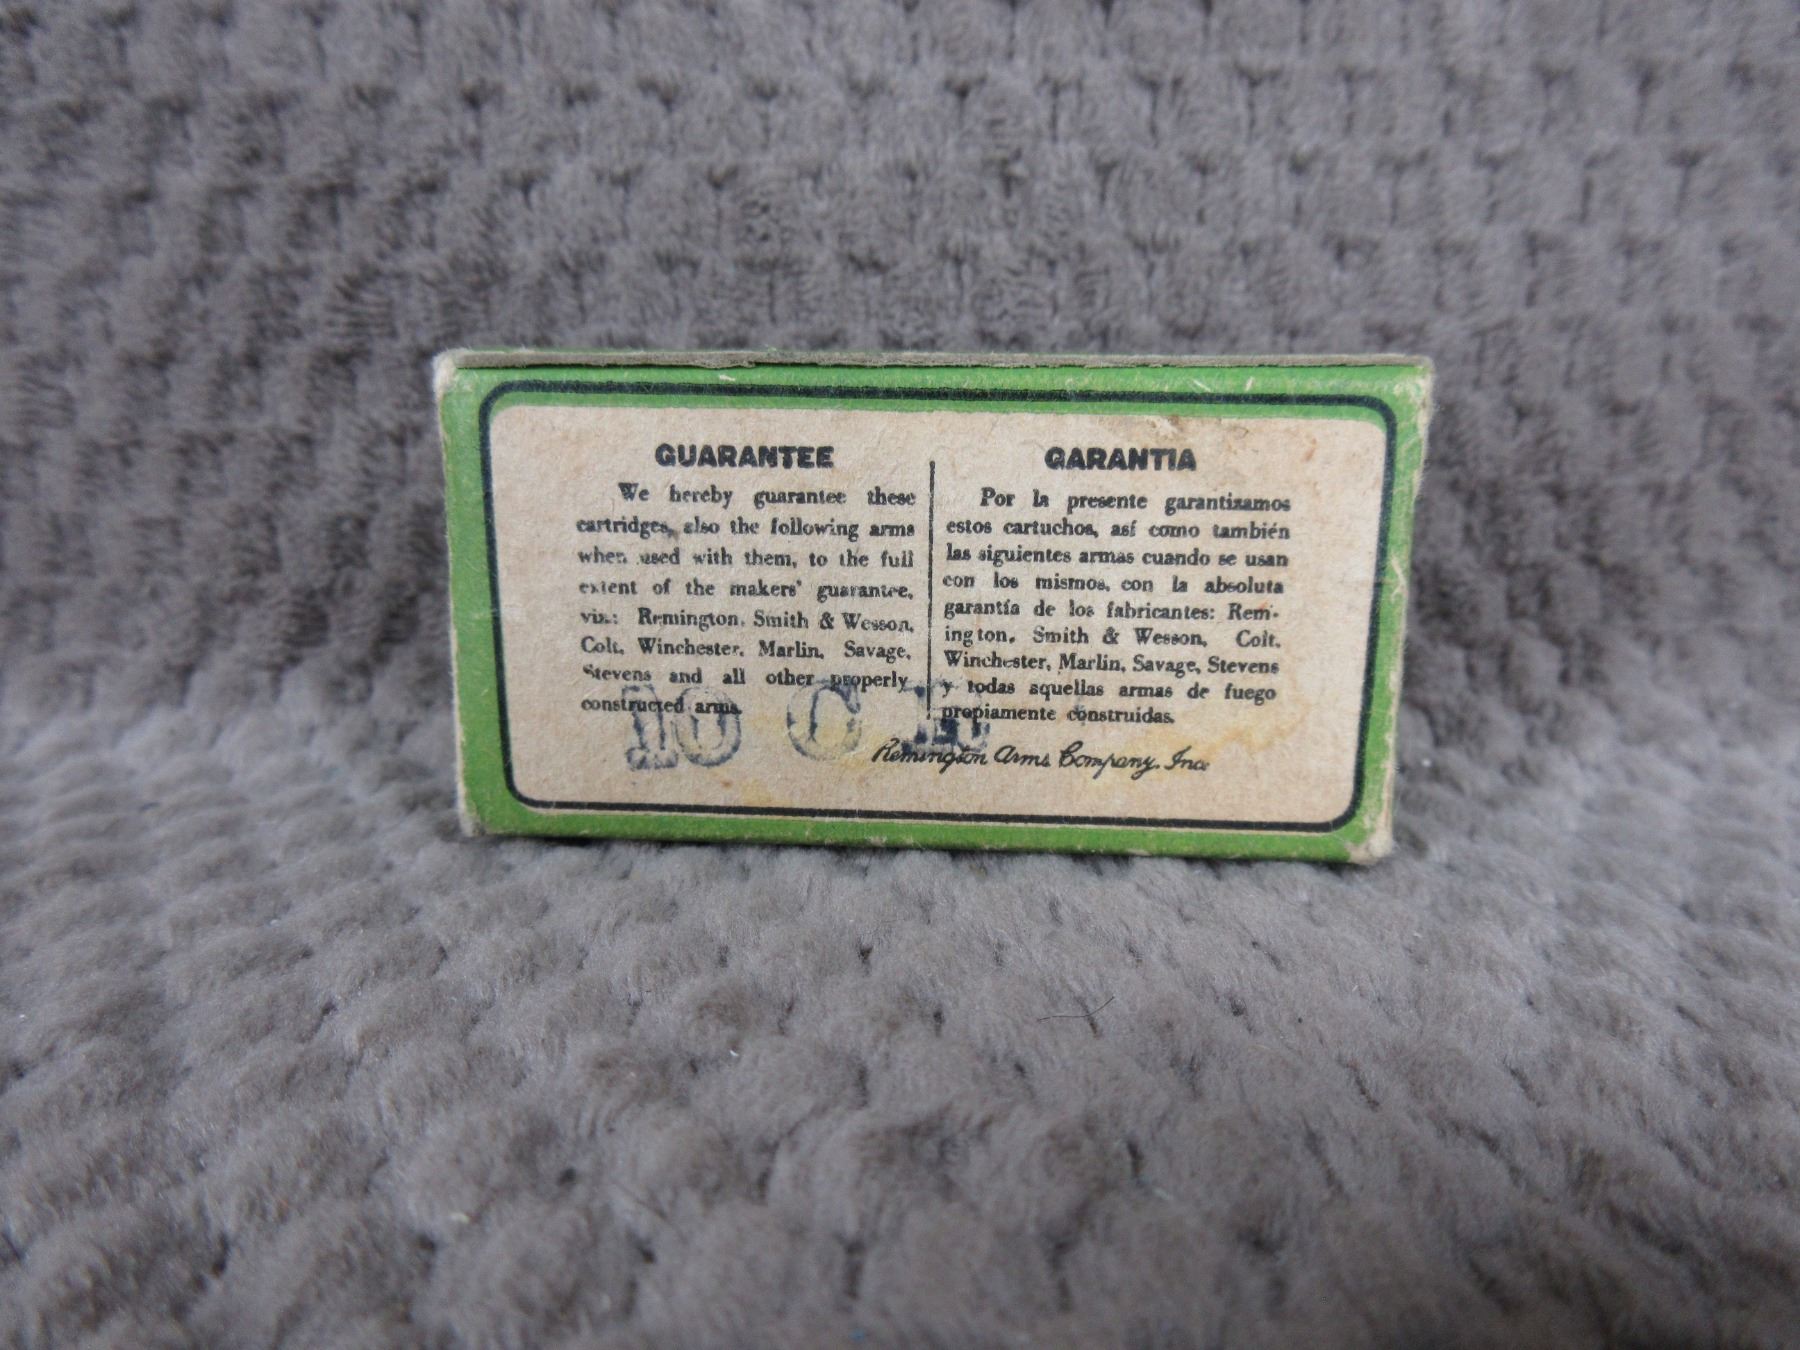 GUARANTEE
We hereby guarantee these
cartridges, also the following arms
when used with them, to the full
extent of the makers' guarantee,
viz.: Remington, Smith & Wesson,
Colt, Winchester, Marlin, Savage,
Stevens and all other properly
constructed arms.
GARANTIA
Por la presente garantizamos
estos cartuchos, así como también
las siguientes armas cuando se usan
con los mismos, con la absoluta
garantía de los fabricantes: Rem-
ington, Smith & Wesson, Colt,
Winchester, Marlin, Savage, Stevens
y todas aquellas armas de fuego
propiamente construidas.
10 C
Remington Arms Company, Inc.